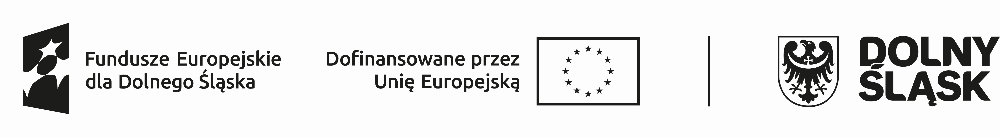 Fundusze Europejskie
dla Dolnego Śląska
Dofinansowane przez
Unię Europejską
DOLNY
ŚLĄSK